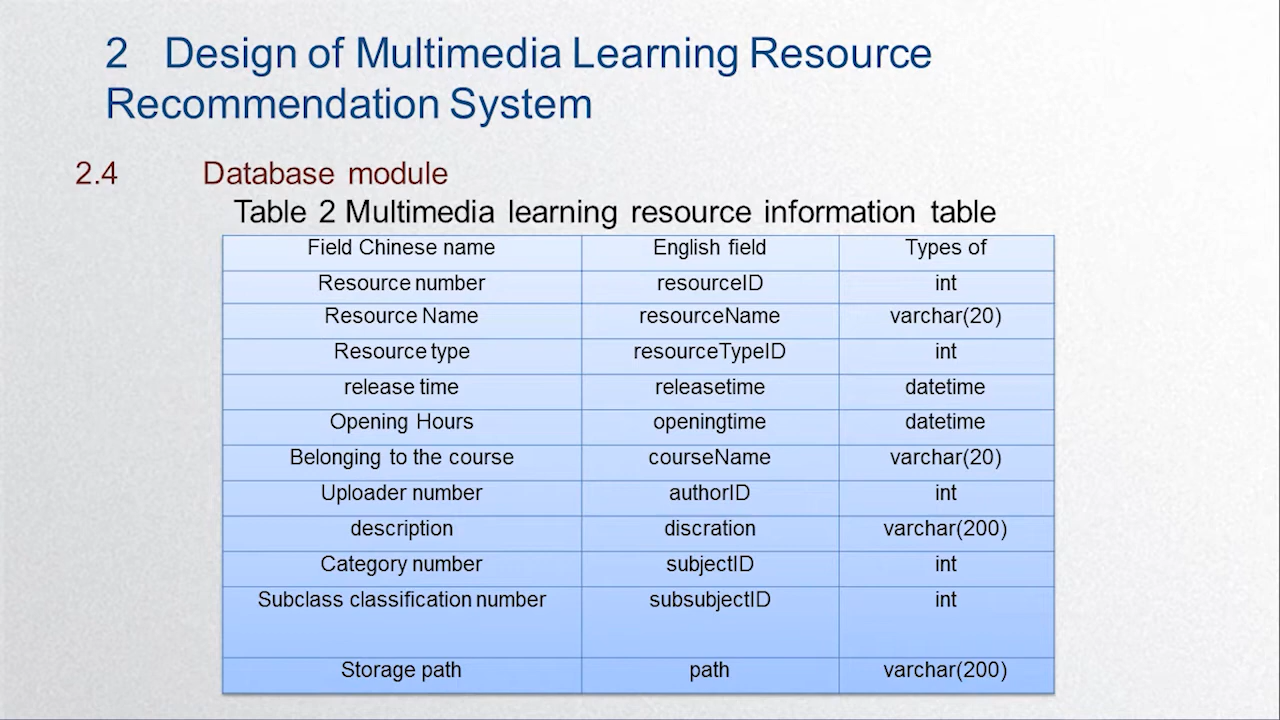 2 Design of Multimedia Learning Resource
Recommendation System
2.4 Database module
Table 2 Multimedia learning resource information table
Field Chinese name English field Types of
Resource number resourceID int
Resource Name resourceName varchar(20)
Resource type resourceTypeID int
release time releasetime datetime
Opening Hours openingtime datetime
Belonging to the course courseName varchar(20)
Uploader number authorID int
description discration varchar(200)
Category number subjectID int
Subclass classification number subsubjectID int
Storage path path varchar(200)